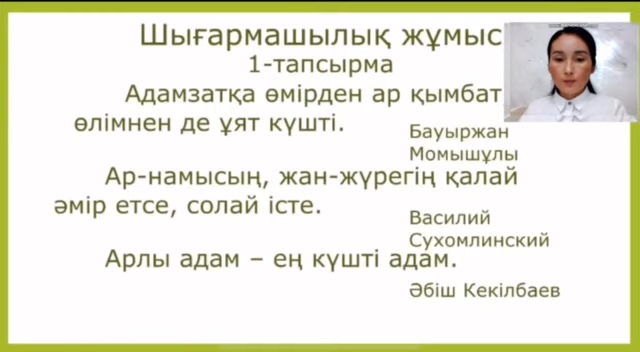 Шығармашылық жұмыс
1-тапсырма
Адамзатқа өмірден ар қымбат,
өлімнен де ұят күшті.
Бауыржан
Момышұлы
Ар-намысың, жан-жүрегің қалай
әмір етсе, солай істе.
Василий
Сухомлинский
Арлы адам – ең күшті адам.
Әбіш Кекілбаев